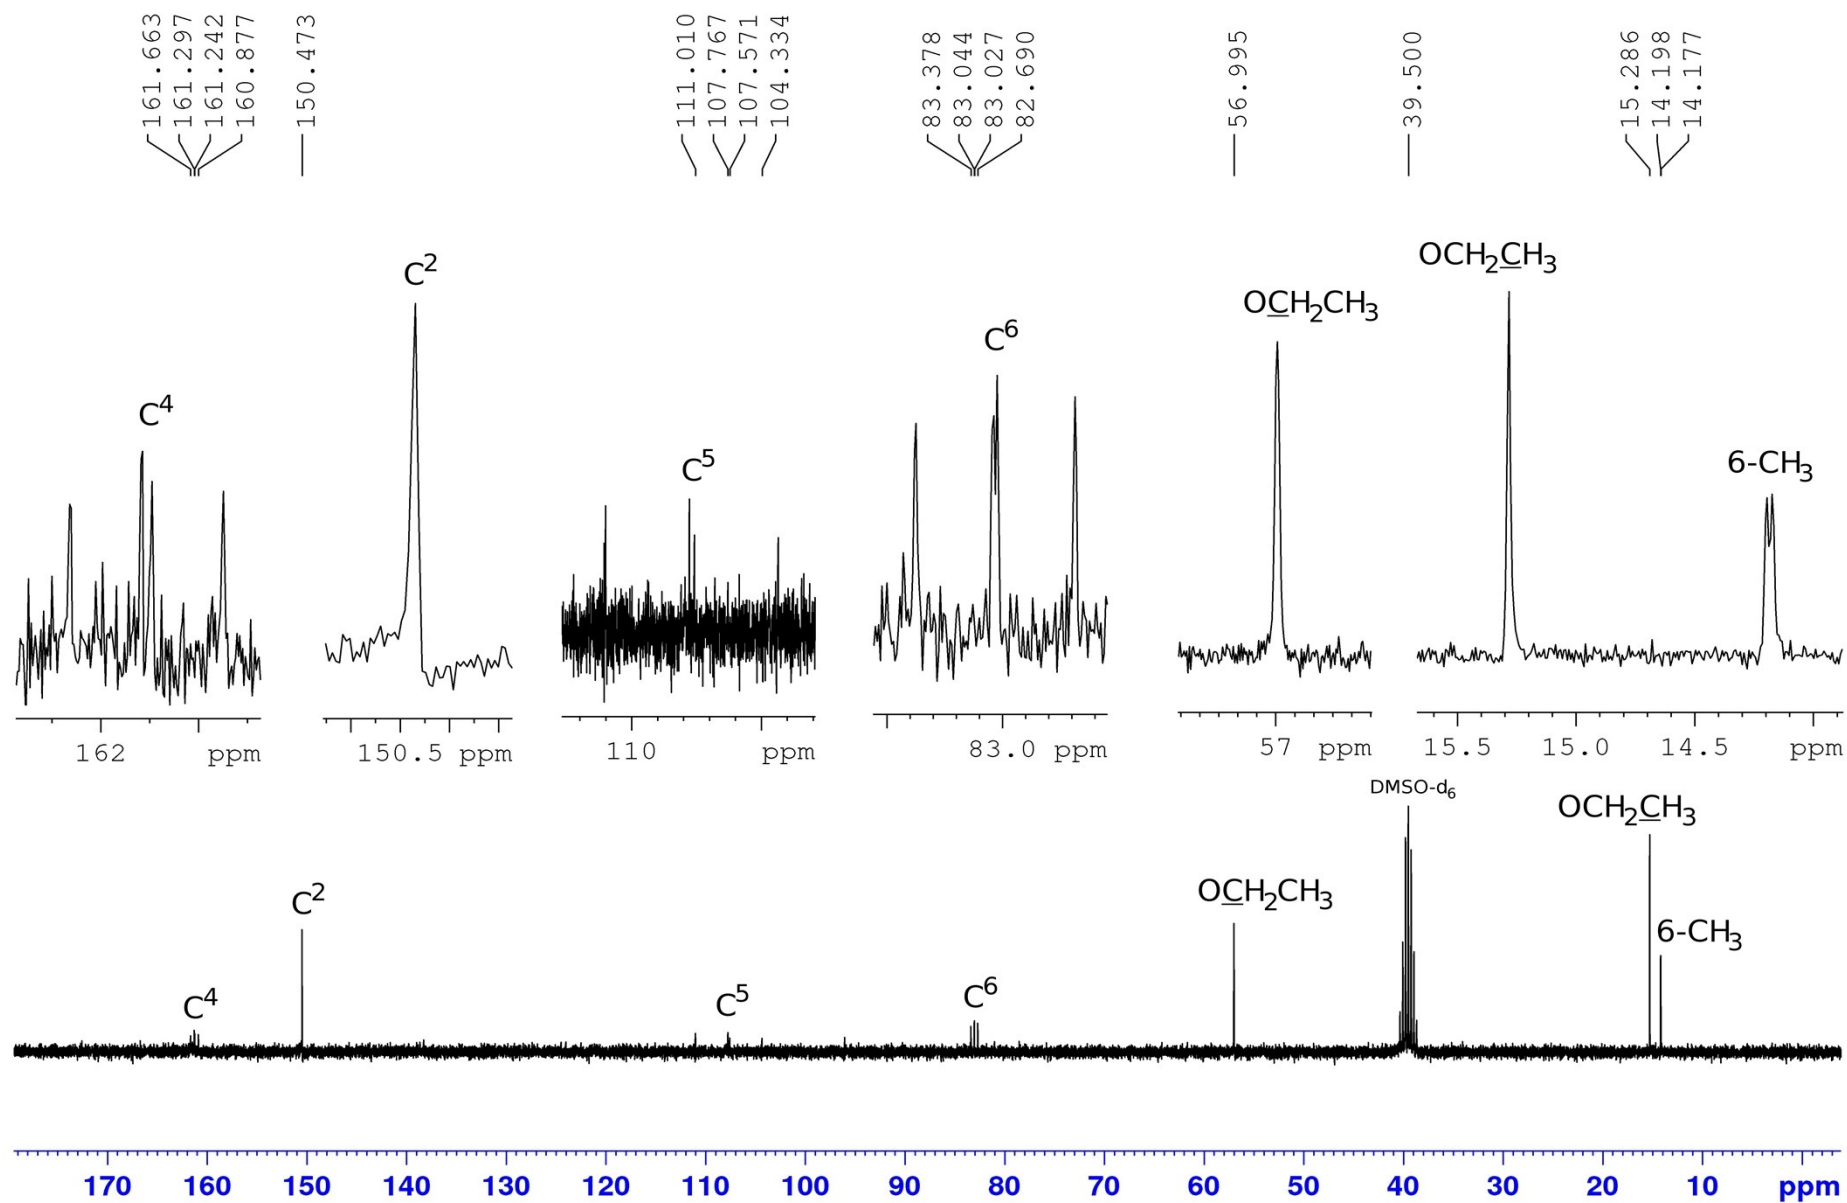 161.663
161.297
161.242
160.877
150.473
111.010
107.767
107.571
104.334
83.378
83.044
83.027
82.690
56.995
39.500
15.286
14.198
14.177
C4
C2
C5
C6
OCH2CH3
OCH2CH3
6-CH3
162 ppm
150.5 ppm
110 ppm
83.0 ppm
57 ppm
15.5 15.0 14.5 ppm
C4
C2
C5
C6
OCH2CH3
DMSO-d6
OCH2CH3
6-CH3
170 160 150 140 130 120 110 100 90 80 70 60 50 40 30 20 10 ppm